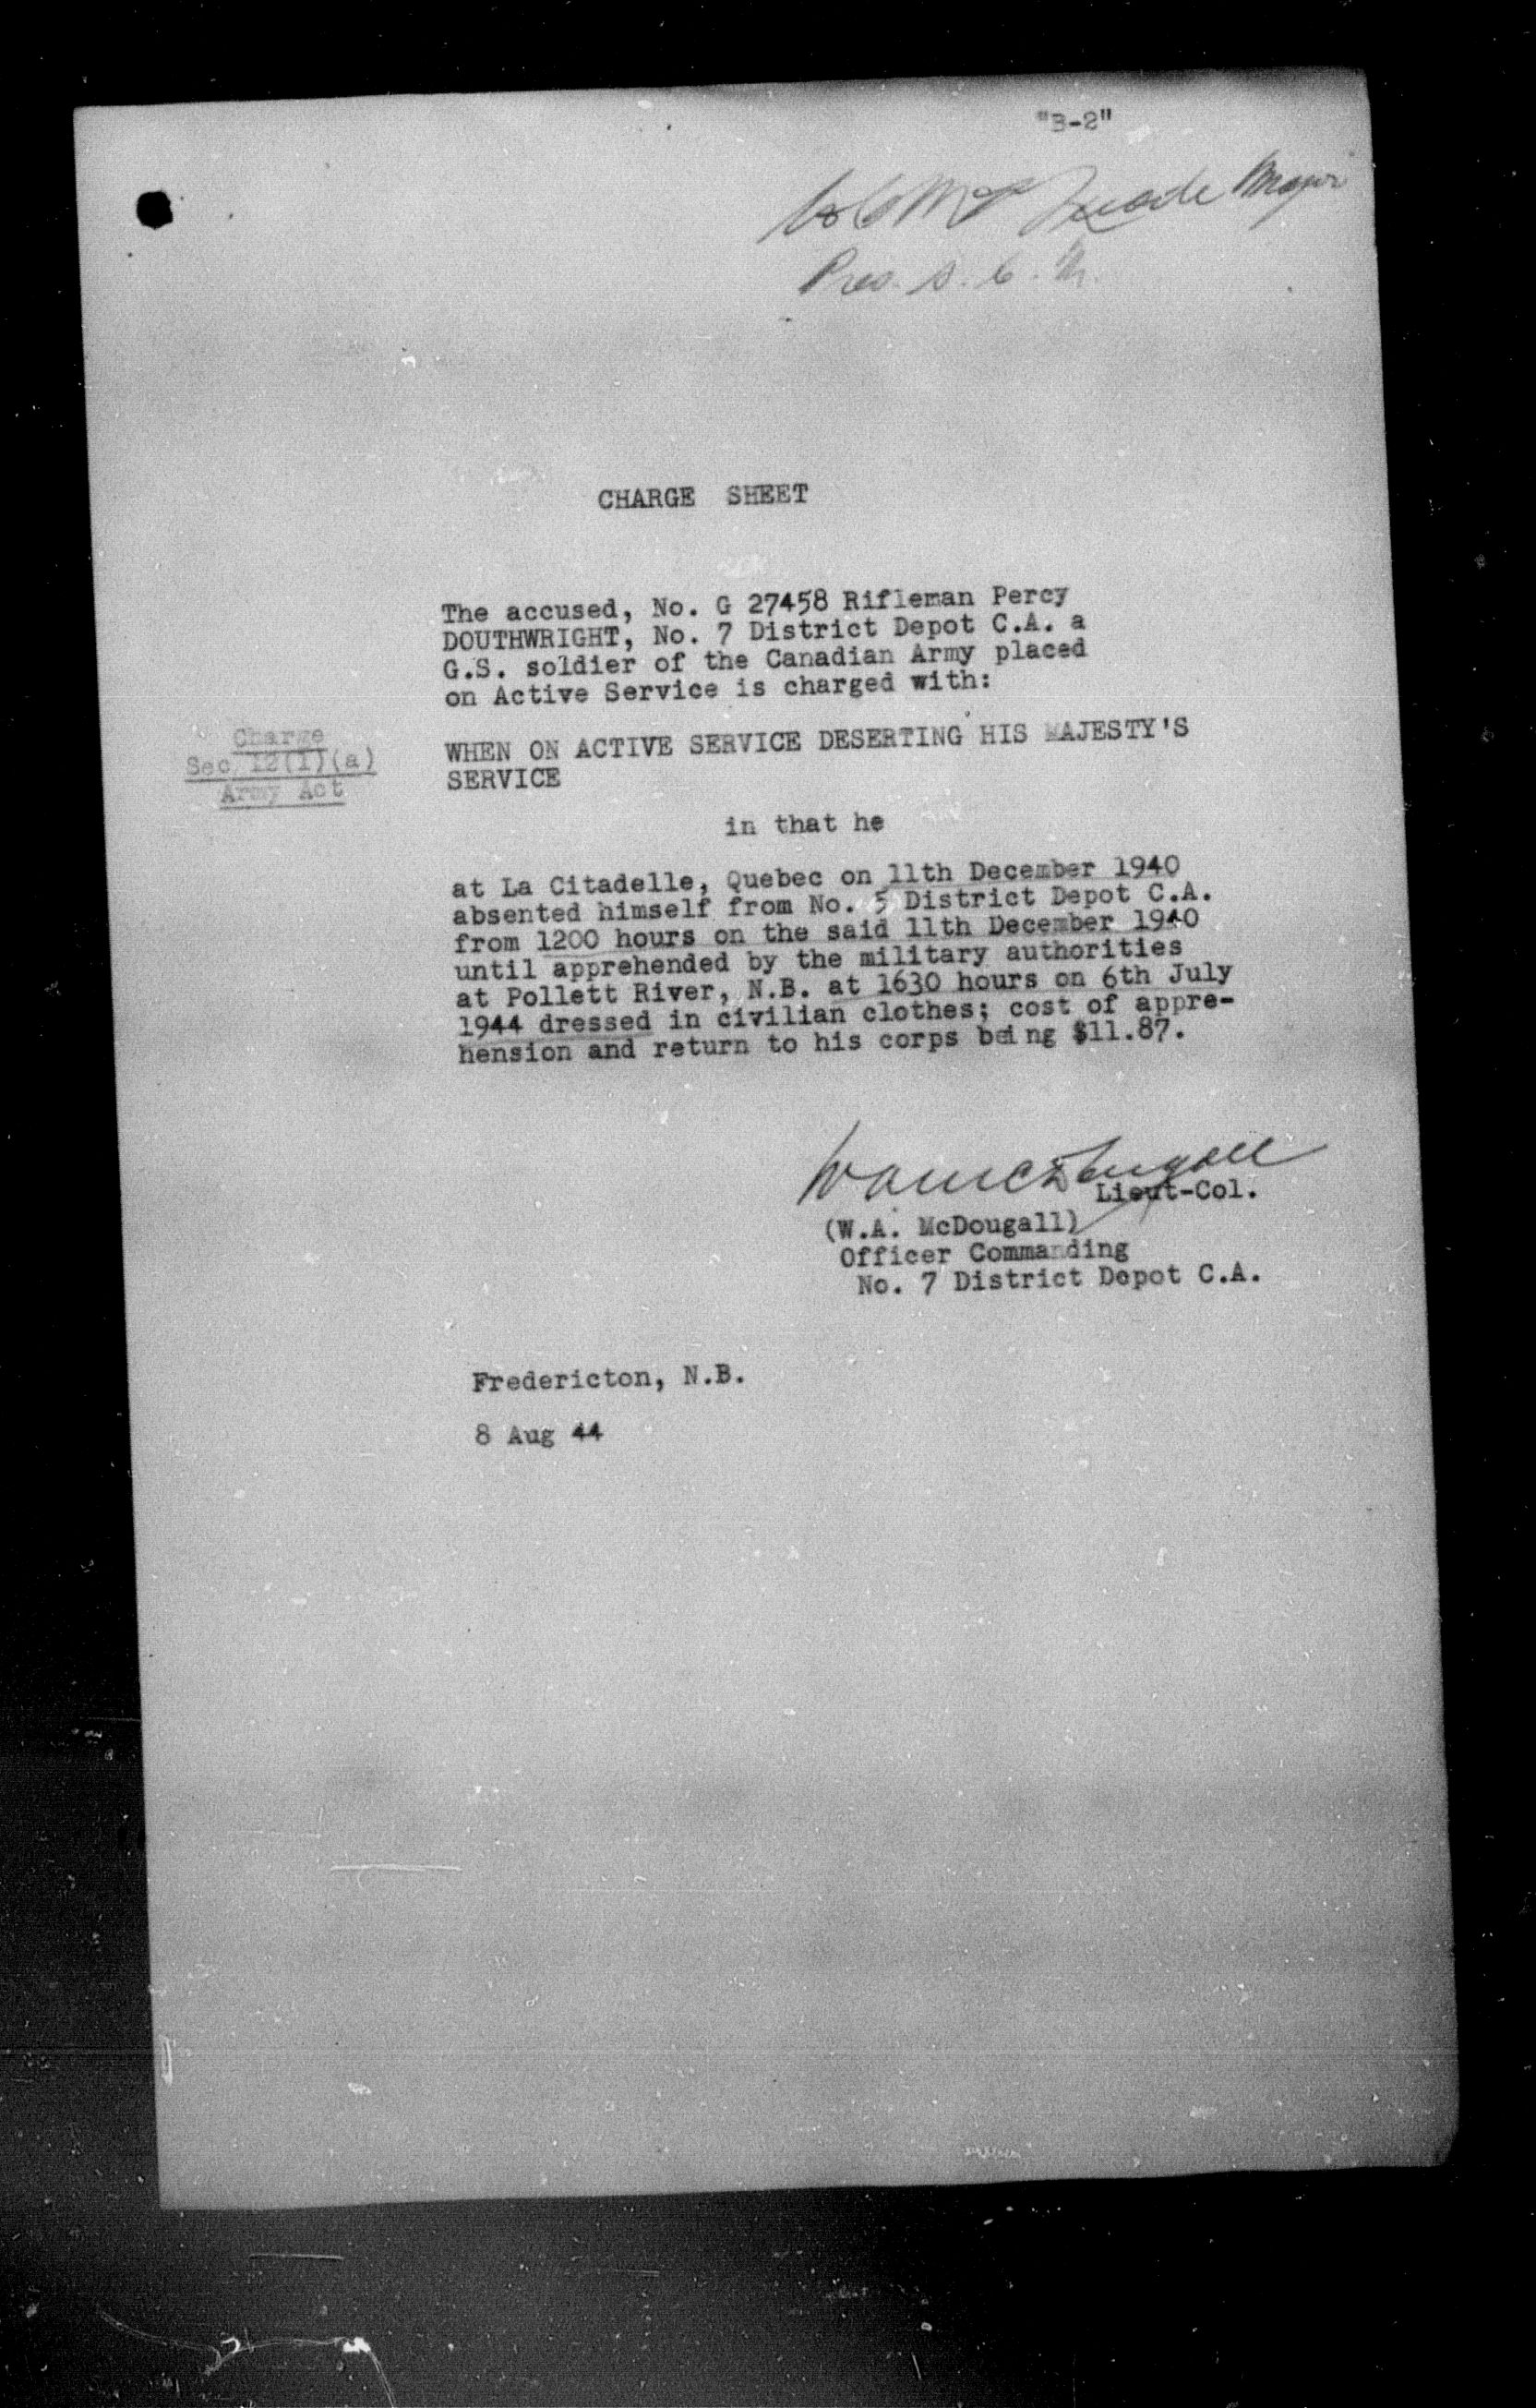 "B-2"
Major
Pres. D. C. M.
CHARGE SHEET
The accused, No. G 27458 Rifleman Percy
DOUTHWRIGHT, No. 7 District Depot C.A. a
G.S. soldier of the Canadian Army placed
on Active Service is charged with:
Charge
Sec 12(1)(a)
Army Act
WHEN ON ACTIVE SERVICE DESERTING HIS MAJESTY'S
SERVICE
in that he
at La Citadelle, Quebec on 11th December 1940
absented himself from No. 5 District Depot C.A.
from 1200 hours on the said 11th December 1940
until apprehended by the military authorities
at Pollett River, N.B. at 1630 hours on 6th July
1944 dressed in civilian clothes; cost of appre-
hension and return to his corps being $11.87.
WAMcDougall
Lieut-Col.
(W.A. McDougall)
Officer Commanding
No. 7 District Depot C.A.
Fredericton, N.B.
8 Aug 44